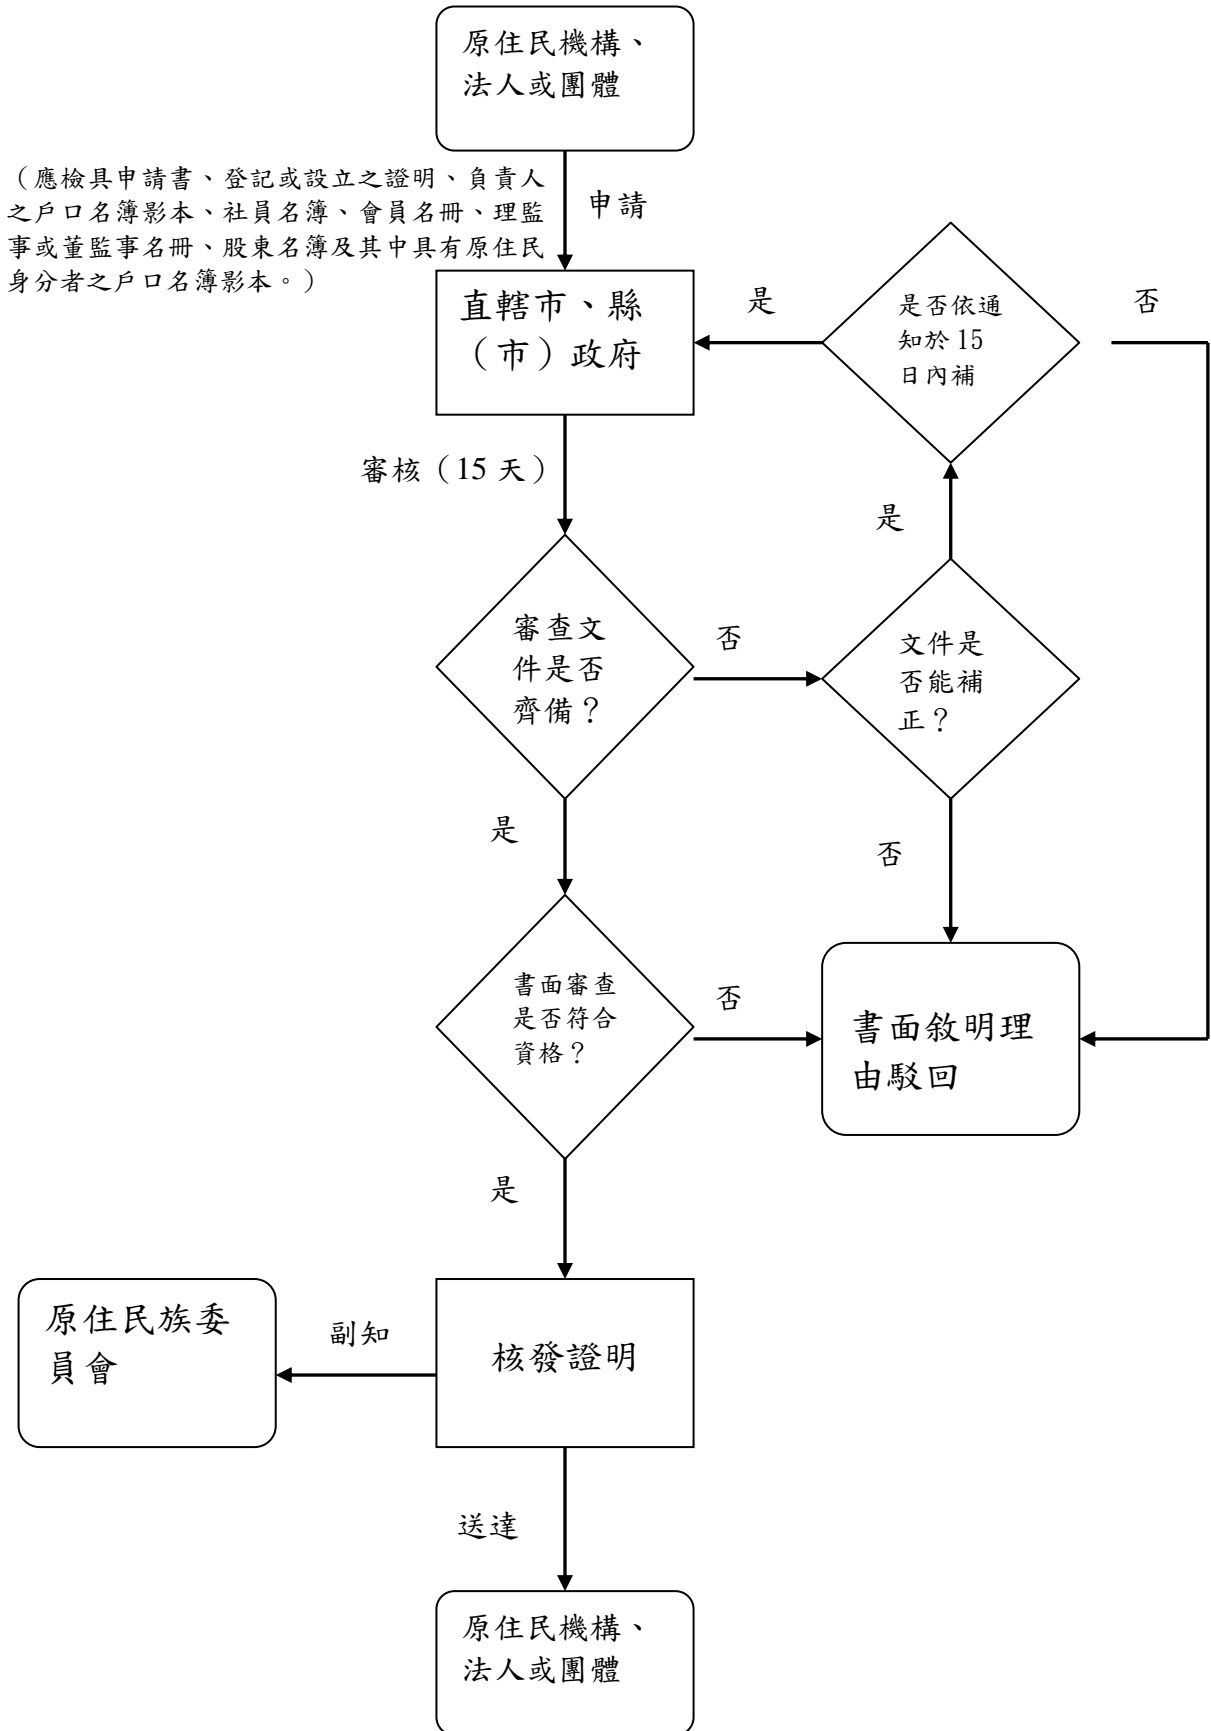 原住民機構、
法人或團體
（應檢具申請書、登記或設立之證明、負責人
之戶口名簿影本、社員名簿、會員名冊、理監
事或董監事名冊、股東名簿及其中具有原住民
身分者之戶口名簿影本。）
申請
直轄市、縣
（市）政府
是
是否依通
知於 15
日內補
否
審核（15 天）
是
審查文
件是否
齊備？
否
文件是
否能補
正？
是
否
書面審查
是否符合
資格？
否
書面敘明理
由駁回
是
原住民族委
員會
副知
核發證明
送達
原住民機構、
法人或團體